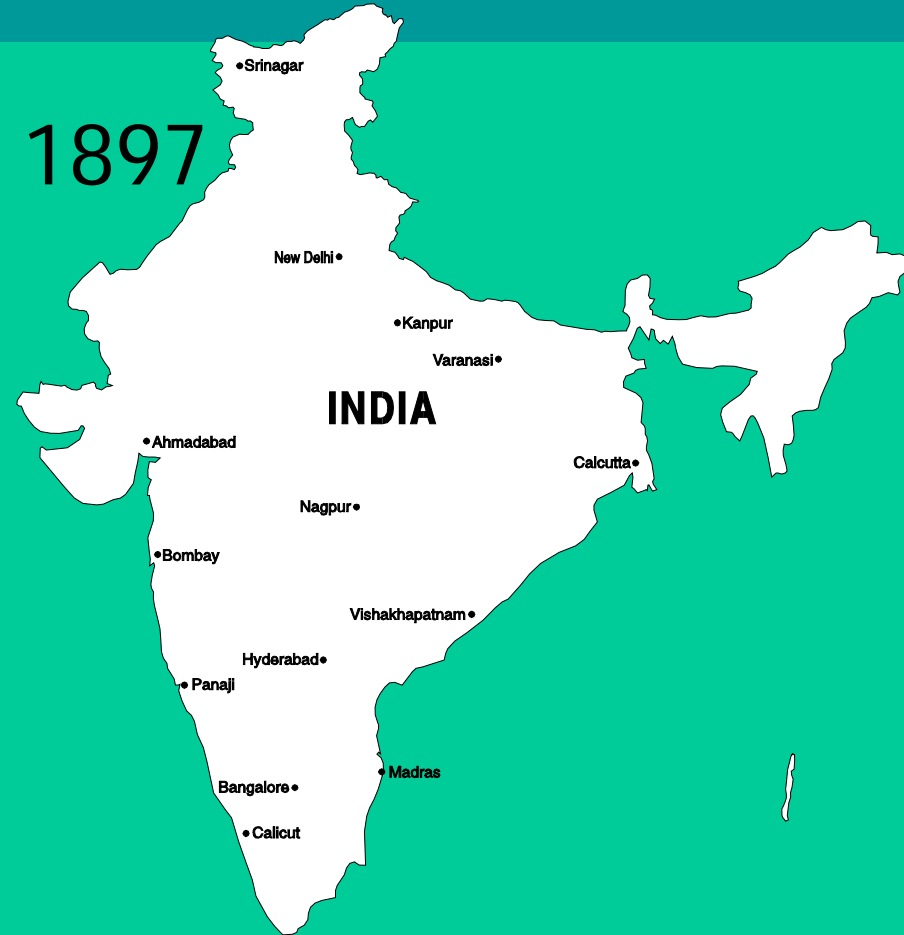 Srinagar
1897
New Delhi
Kanpur
Varanasi
INDIA
Ahmadabad
Calcutta
Nagpur
Bombay
Vishakhapatnam
Hyderabad
Panaji
Madras
Bangalore
Calicut